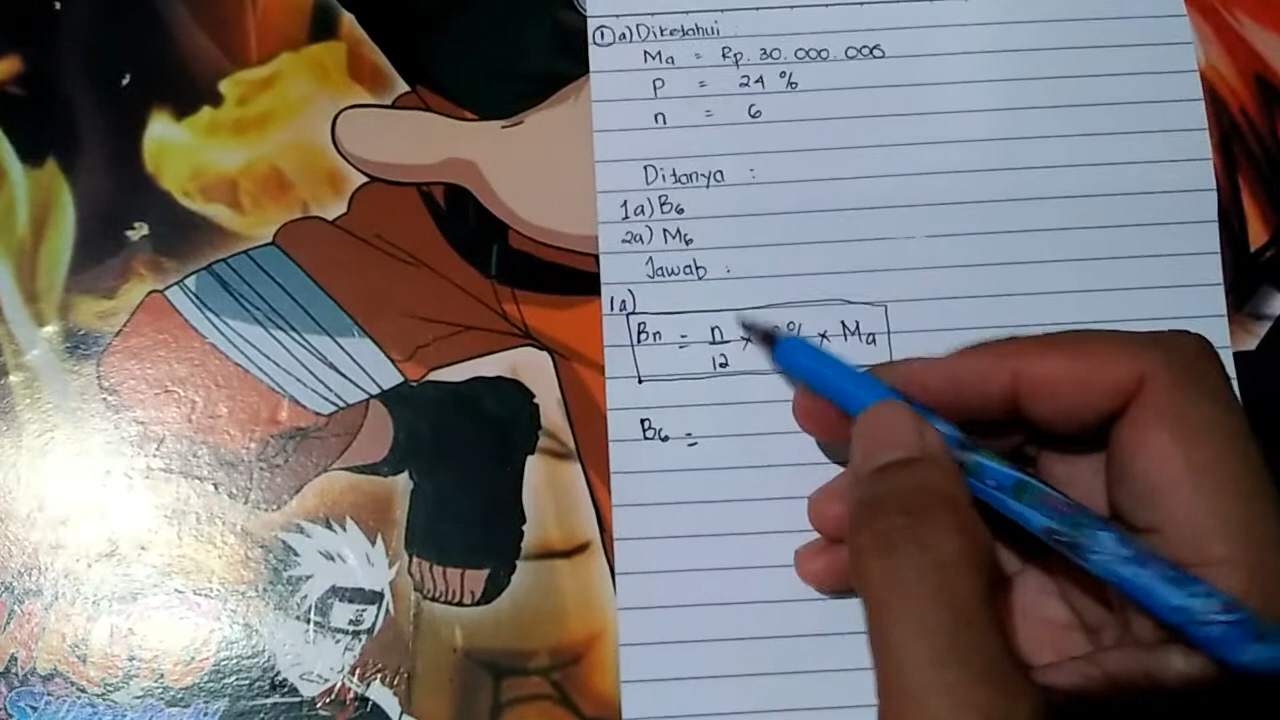 ① a) Diketahui :
Ma = Rp. 30.000.000
P = 24 %
n = 6
Ditanya :
1a) B6
2a) M6
Jawab :
1a)
Bn = n/12 × % × Ma
B6 =